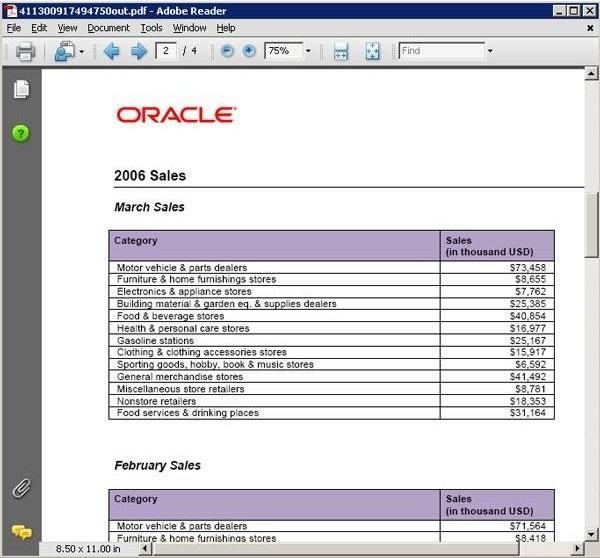 411300917494750out.pdf - Adobe Reader
File Edit View Document Tools Window Help
2 / 4 75% Find
ORACLE
2006 Sales
March Sales
Category Sales
(in thousand USD)
Motor vehicle & parts dealers $73,458
Furniture & home furnishings stores $8,655
Electronics & appliance stores $7,762
Building material & garden eq. & supplies dealers $25,385
Food & beverage stores $40,854
Health & personal care stores $16,977
Gasoline stations $25,167
Clothing & clothing accessories stores $15,917
Sporting goods, hobby, book & music stores $6,592
General merchandise stores $41,492
Miscellaneous store retailers $8,781
Nonstore retailers $18,353
Food services & drinking places $31,164
February Sales
Category Sales
(in thousand USD)
Motor vehicle & parts dealers $71,564
Furniture & home furnishings stores $8,418
8.50 x 11.00 in